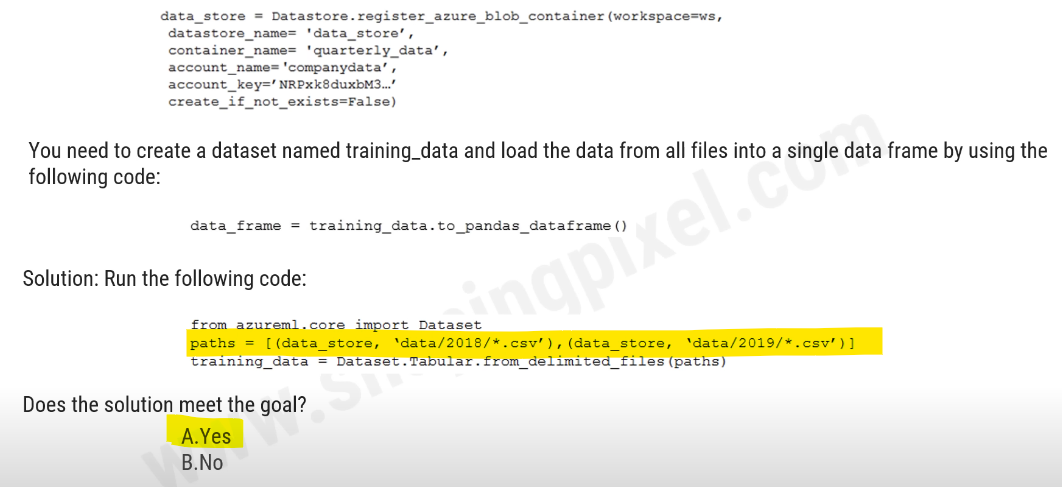 data_store = Datastore.register_azure_blob_container(workspace=ws,
datastore_name= 'data_store',
container_name= 'quarterly_data',
account_name='companydata',
account_key='NRPxk8duxbM3…'
create_if_not_exists=False)
You need to create a dataset named training_data and load the data from all files into a single data frame by using the
following code:
data_frame = training_data.to_pandas_dataframe()
Solution: Run the following code:
from azureml.core import Dataset
paths = [(data_store, 'data/2018/*.csv'),(data_store, 'data/2019/*.csv')]
training_data = Dataset.Tabular.from_delimited_files(paths)
Does the solution meet the goal?
A.Yes
B.No